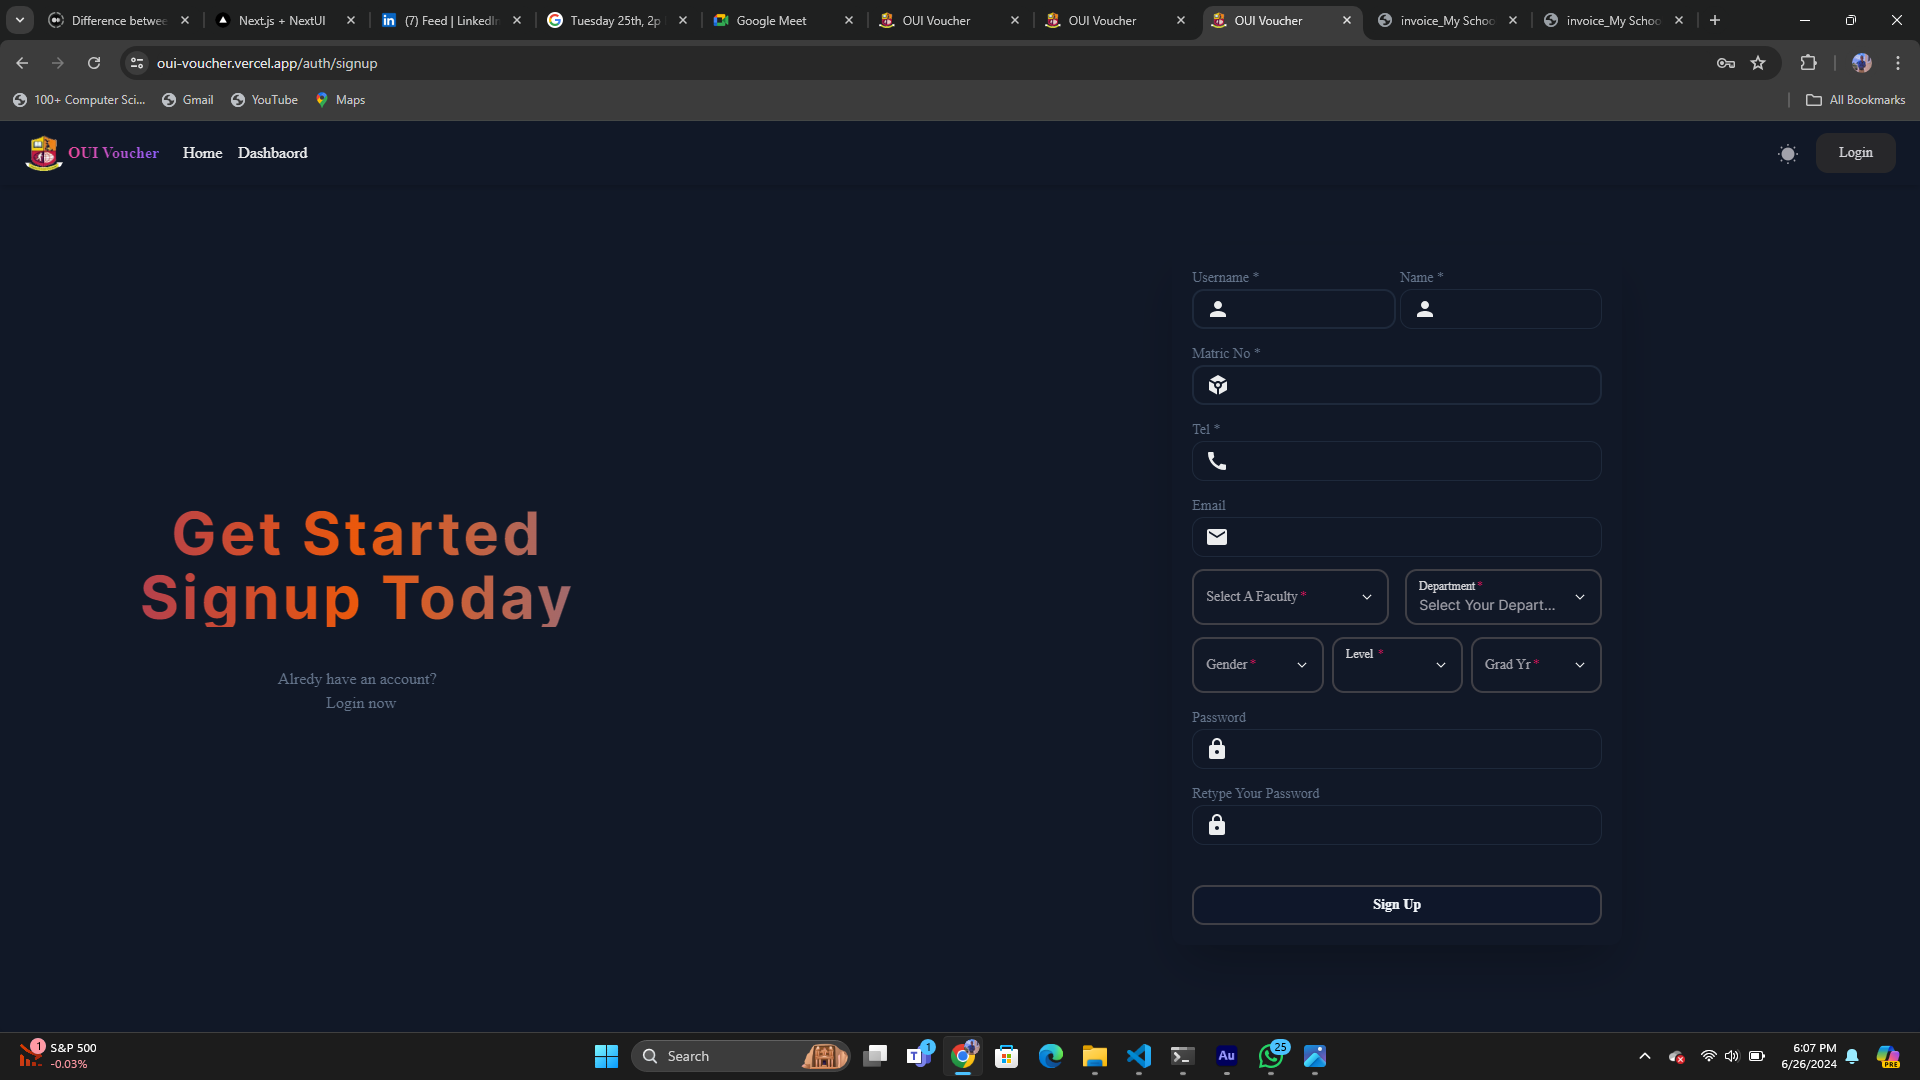 Difference betwee
Next.js + NextUI
(7) Feed | LinkedIn
Tuesday 25th, 2p
Google Meet
OUI Voucher
OUI Voucher
OUI Voucher
invoice_My Schoo
invoice_My Schoo
oui-voucher.vercel.app/auth/signup
100+ Computer Sci...
Gmail
YouTube
Maps
All Bookmarks
OUI Voucher
Home
Dashbaord
Login
Get Started
Signup Today
Alredy have an account?
Login now
Username *
Name *
Matric No *
Tel *
Email
Select A Faculty *
Department *
Select Your Depart...
Gender *
Level *
Grad Yr *
Password
Retype Your Password
Sign Up
1
S&P 500
-0.03%
Search
T
1
Au
25
PRE
6:07 PM
6/26/2024